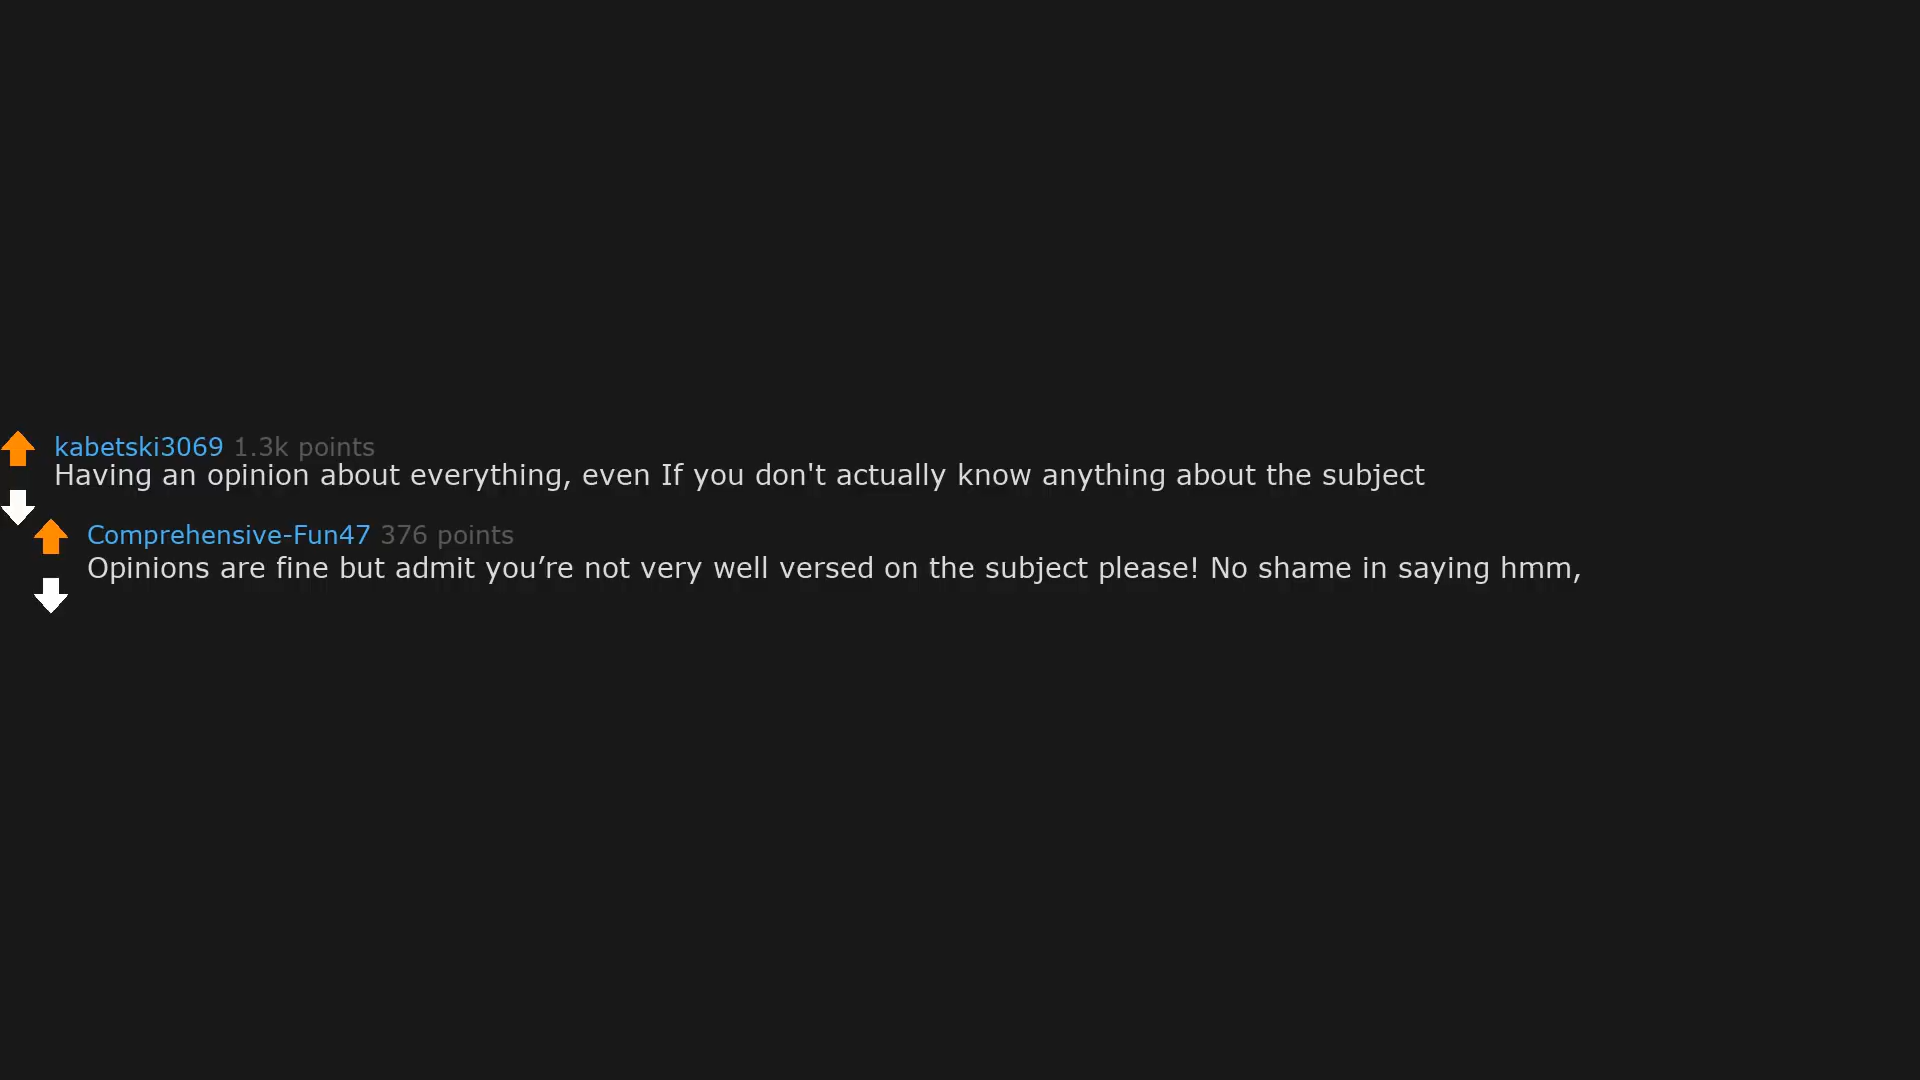 kabetski3069 1.3k points
Having an opinion about everything, even If you don't actually know anything about the subject
Comprehensive-Fun47 376 points
Opinions are fine but admit you’re not very well versed on the subject please! No shame in saying hmm,